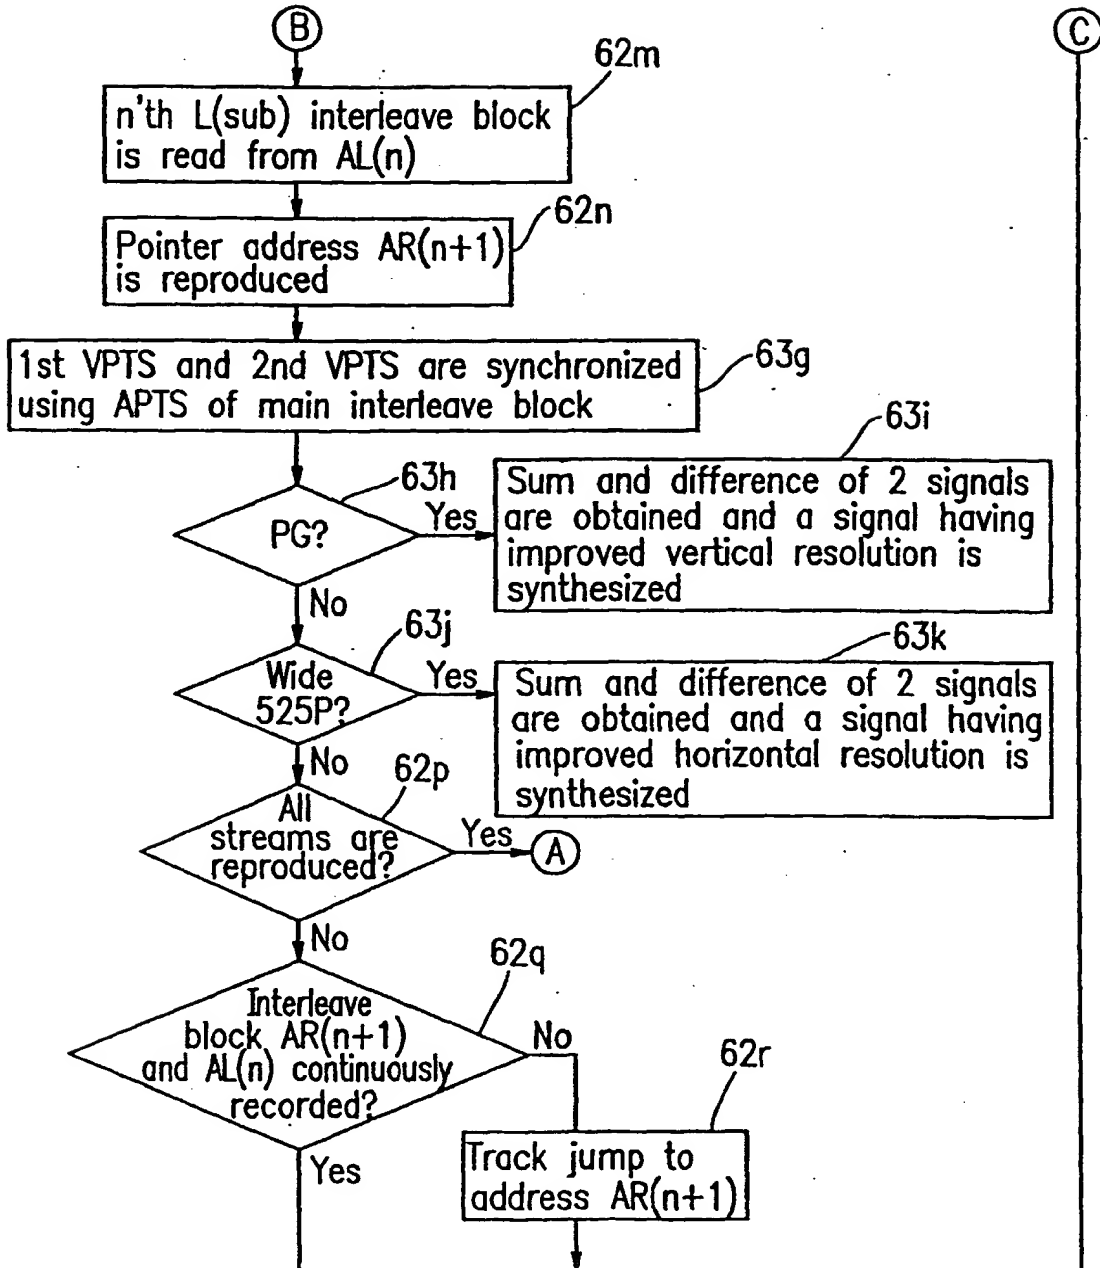 B
C
62m
n'th L(sub) interleave block
is read from AL(n)
62n
Pointer address AR(n+1)
is reproduced
63g
1st VPTS and 2nd VPTS are synchronized
using APTS of main interleave block
63h
PG?
Yes
No
63i
Sum and difference of 2 signals
are obtained and a signal having
improved vertical resolution is
synthesized
63j
Wide
525P?
Yes
No
63k
Sum and difference of 2 signals
are obtained and a signal having
improved horizontal resolution is
synthesized
62p
All
streams are
reproduced?
Yes
A
No
62q
Interleave
block AR(n+1)
and AL(n) continuously
recorded?
No
Yes
62r
Track jump to
address AR(n+1)